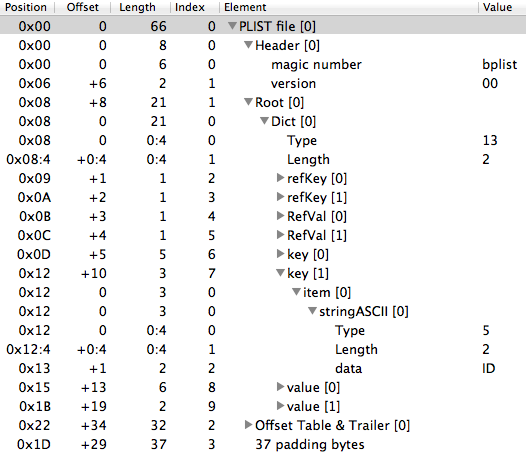 Position Offset Length Index Element Value
0x00 0 66 0 PLIST file [0]
0x00 0 8 0 Header [0]
0x00 0 6 0 magic number bplist
0x06 +6 2 1 version 00
0x08 +8 21 1 Root [0]
0x08 0 21 0 Dict [0]
0x08 0 0:4 0 Type 13
0x08:4 +0:4 0:4 1 Length 2
0x09 +1 1 2 refKey [0]
0x0A +2 1 3 refKey [1]
0x0B +3 1 4 RefVal [0]
0x0C +4 1 5 RefVal [1]
0x0D +5 5 6 key [0]
0x12 +10 3 7 key [1]
0x12 0 3 0 item [0]
0x12 0 3 0 stringASCII [0]
0x12 0 0:4 0 Type 5
0x12:4 +0:4 0:4 1 Length 2
0x13 +1 2 2 data ID
0x15 +13 6 8 value [0]
0x1B +19 2 9 value [1]
0x22 +34 32 2 Offset Table & Trailer [0]
0x1D +29 37 3 37 padding bytes